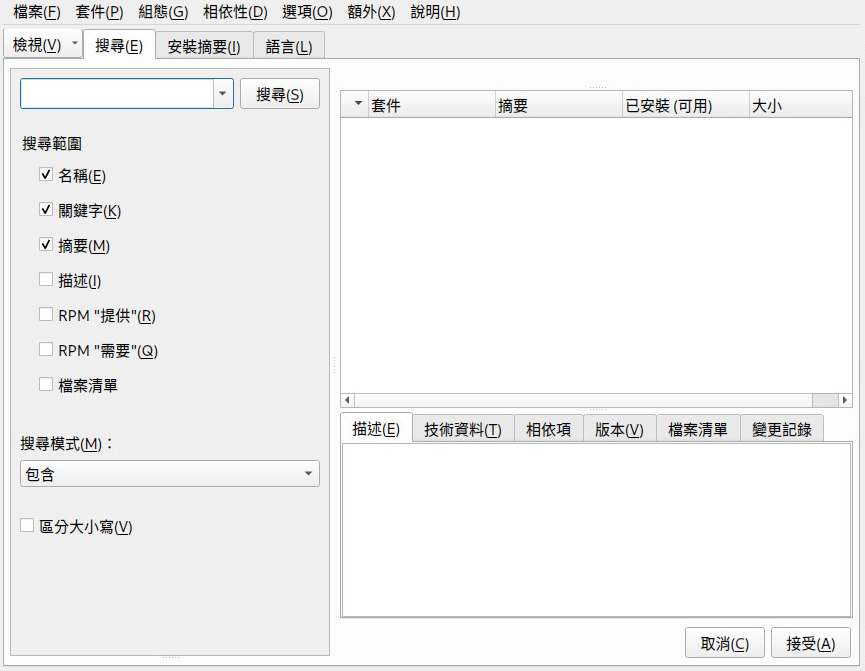 檔案(F) 套件(P) 組態(G) 相依性(D) 選項(O) 額外(X) 說明(H)
檢視(V) 搜尋(E) 安裝摘要(I) 語言(L)
搜尋(S)
套件 摘要 已安裝 (可用) 大小
搜尋範圍
名稱(E)
關鍵字(K)
摘要(M)
描述(I)
RPM "提供"(R)
RPM "需要"(Q)
檔案清單
搜尋模式(M)：
包含
區分大小寫(V)
描述(E) 技術資料(T) 相依項 版本(V) 檔案清單 變更記錄
取消(C) 接受(A)